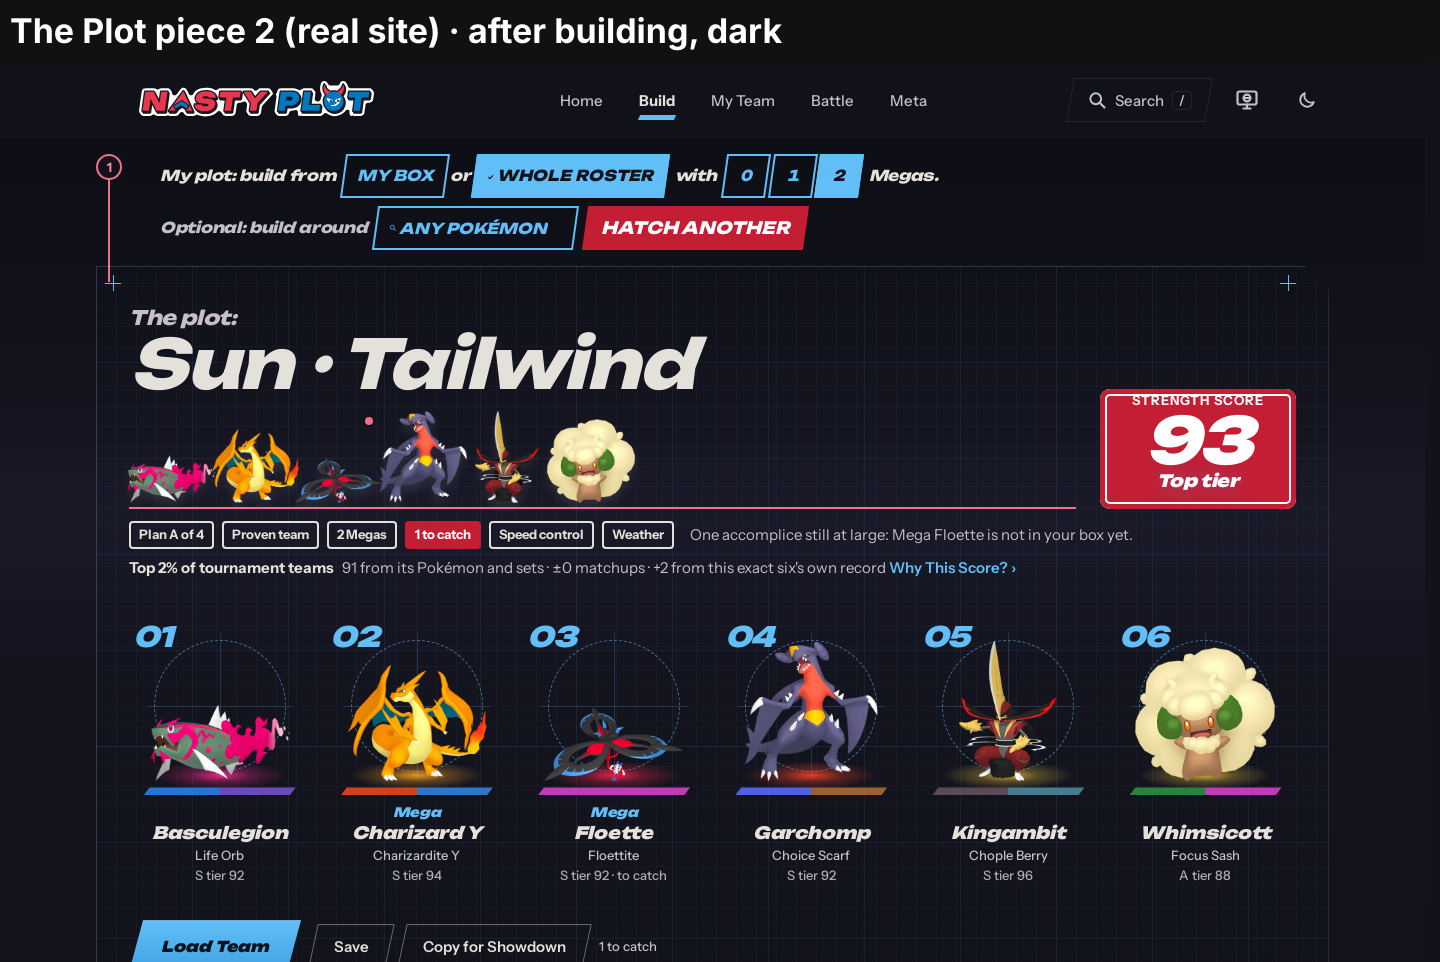 The Plot piece 2 (real site) · after building, dark
NASTY PLOT
Home Build My Team Battle Meta
Search /
1
My plot: build from MY BOX or WHOLE ROSTER with 0 1 2 Megas.
Optional: build around ANY POKÉMON HATCH ANOTHER
The plot:
Sun · Tailwind
STRENGTH SCORE
93
Top tier
Plan A of 4 Proven team 2 Megas 1 to catch Speed control Weather One accomplice still at large: Mega Floette is not in your box yet.
Top 2% of tournament teams 91 from its Pokémon and sets · ±0 matchups · +2 from this exact six's own record Why This Score? ›
01 02 03 04 05 06
Mega Mega
Basculegion Charizard Y Floette Garchomp Kingambit Whimsicott
Life Orb Charizardite Y Floettite Choice Scarf Chople Berry Focus Sash
S tier 92 S tier 94 S tier 92 · to catch S tier 92 S tier 96 A tier 88
Load Team Save Copy for Showdown 1 to catch